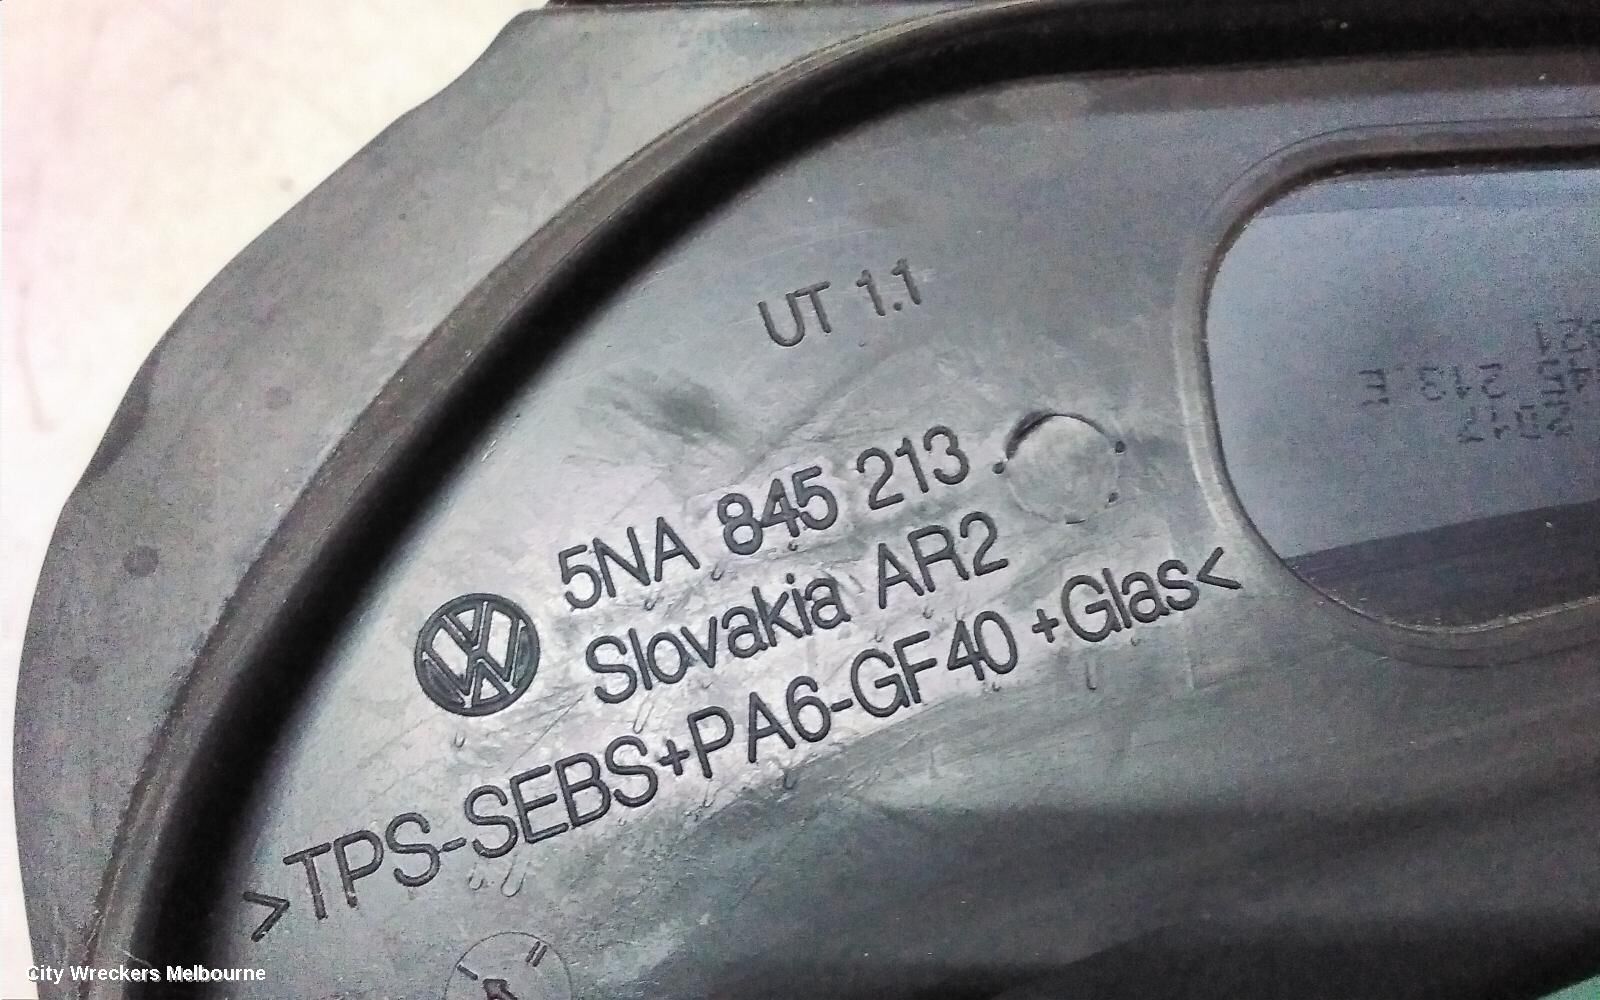 UT 1.1
5NA 845 213
Slovakia AR2
>TPS-SEBS+PA6-GF40+Glas<
City Wreckers Melbourne